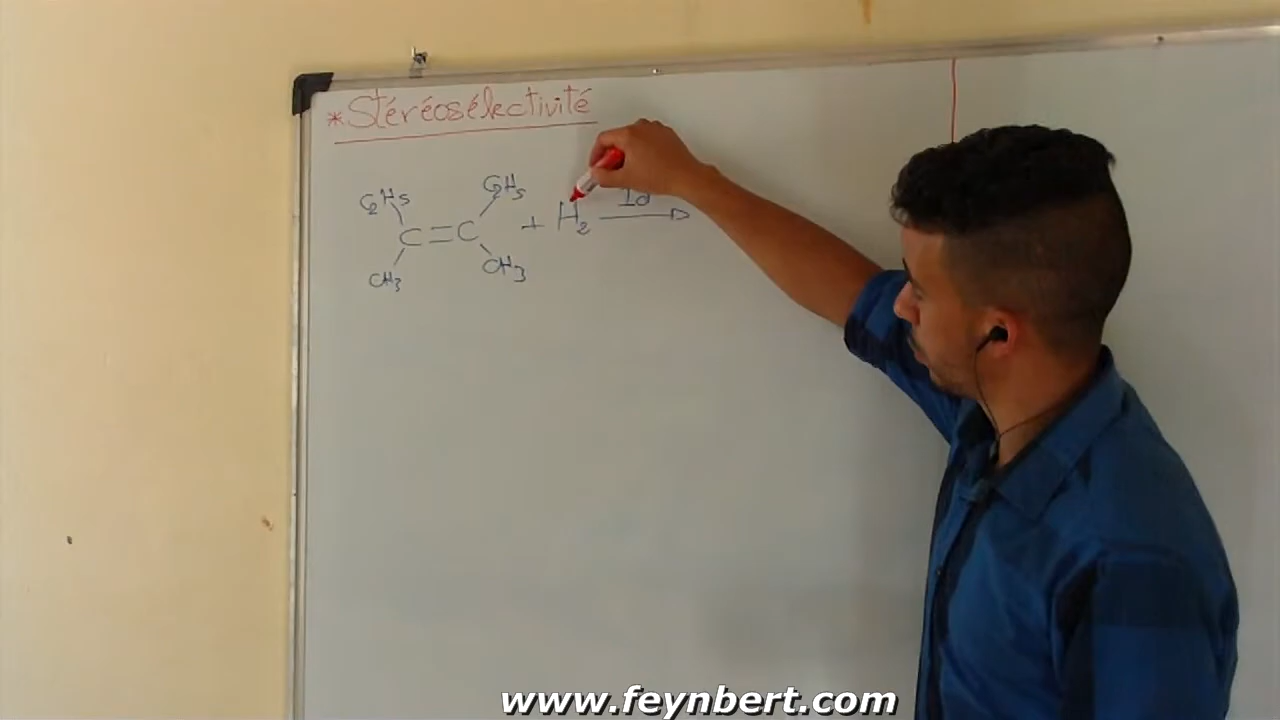 *Stéréosélectivité
C₂H₅ C₂H₅
C=C + H₂
CH₃ CH₃
www.feynbert.com